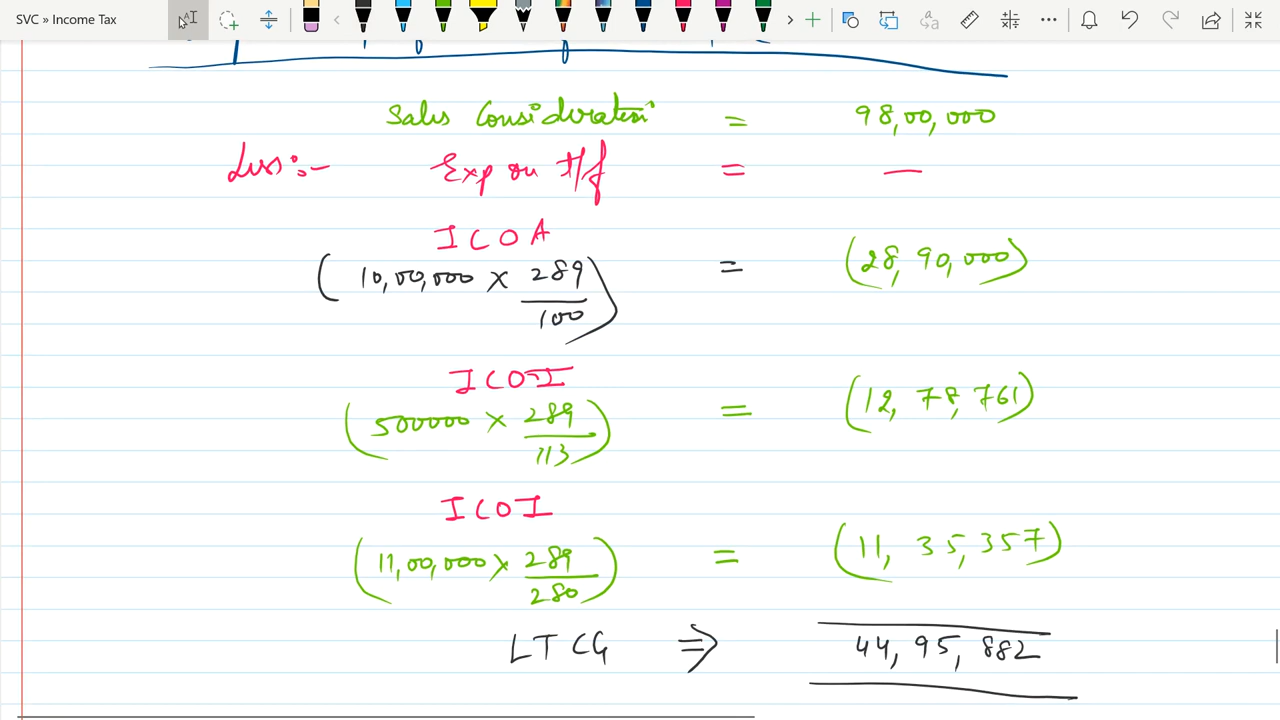 SVC » Income Tax
Sales Consideration = 98,00,000
Less:- Exp on t/f = —
ICOA
(10,00,000 × 289/100) = (28,90,000)
ICOI
(500000 × 289/113) = (12,78,761)
ICOI
(11,00,000 × 289/280) = (11,35,357)
LTCG ⇒ 44,95,882